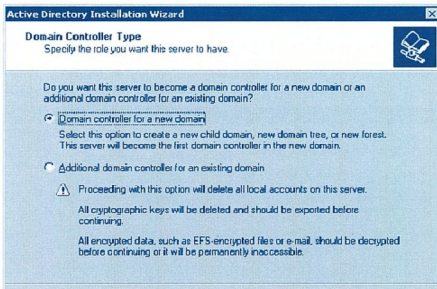 Active Directory Installation Wizard
Domain Controller Type
Specify the role you want this server to have.
Do you want this server to become a domain controller for a new domain or an
additional domain controller for an existing domain?
Domain controller for a new domain
Select this option to create a new child domain, new domain tree, or new forest.
This server will become the first domain controller in the new domain.
Additional domain controller for an existing domain
Proceeding with this option will delete all local accounts on this server.
All cryptographic keys will be deleted and should be exported before
continuing.
All encrypted data, such as EFS-encrypted files or e-mail, should be decrypted
before continuing or it will be permanently inaccessible.